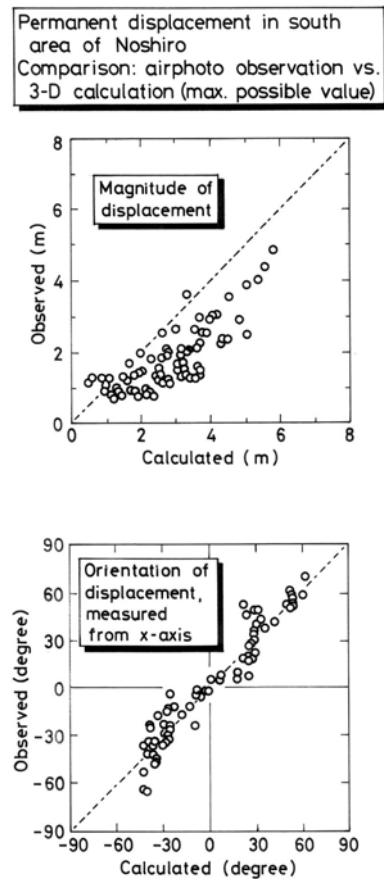 Permanent displacement in south
area of Noshiro
Comparison: airphoto observation vs.
3-D calculation (max. possible value)
8
Magnitude of
displacement
6
4
2
0
Observed (m)
0 2 4 6 8
Calculated (m)
90
Orientation of
displacement,
measured
from x-axis
60
30
0
-30
-60
-90
Observed (degree)
-90 -60 -30 0 30 60 90
Calculated (degree)